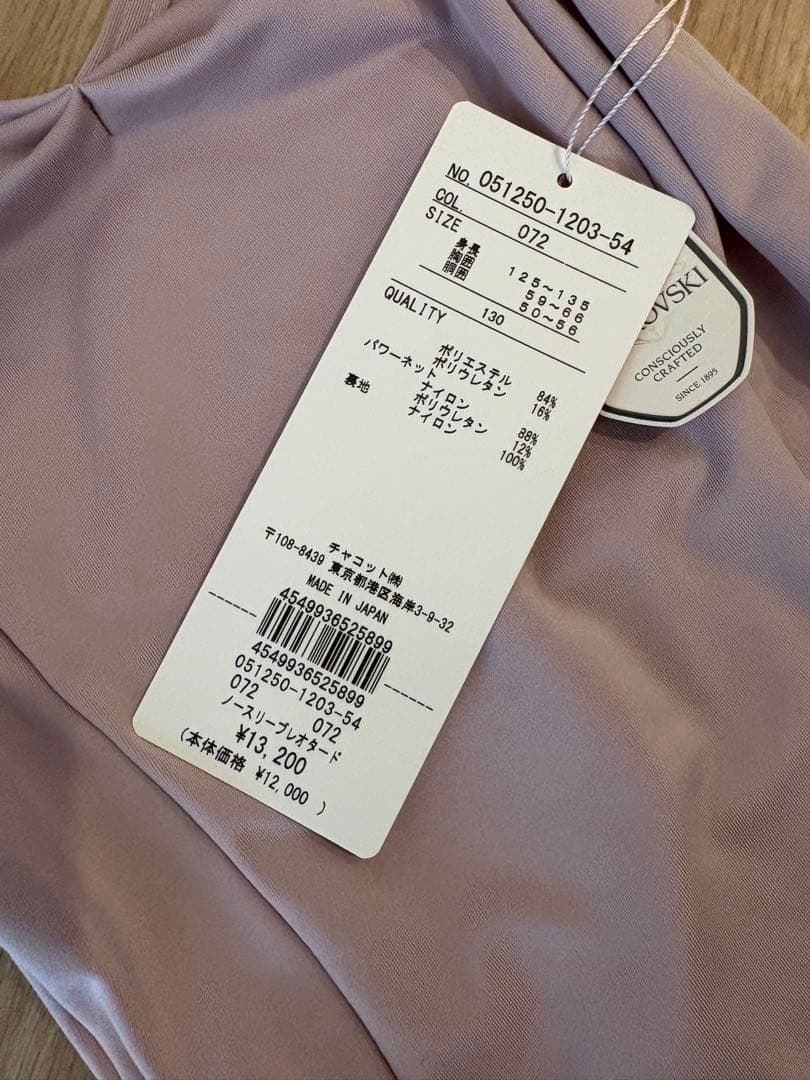 NO. 051250-1203-54
COL. 072
SIZE
身長 125~135
胸囲 59~66
胴囲 50~56
130
QUALITY
ポリエステル 84%
ポリウレタン 16%
パワーネット
ナイロン 88%
ポリウレタン 12%
裏地 ナイロン 100%
チャコット㈱
〒108-8439 東京都港区海岸3-9-32
MADE IN JAPAN
4549936525899
4549936525899
051250-1203-54
072 072
ノースリーブレオタード
¥13,200
(本体価格 ¥12,000 )
OVSKI
CONSCIOUSLY
CRAFTED
SINCE 1895